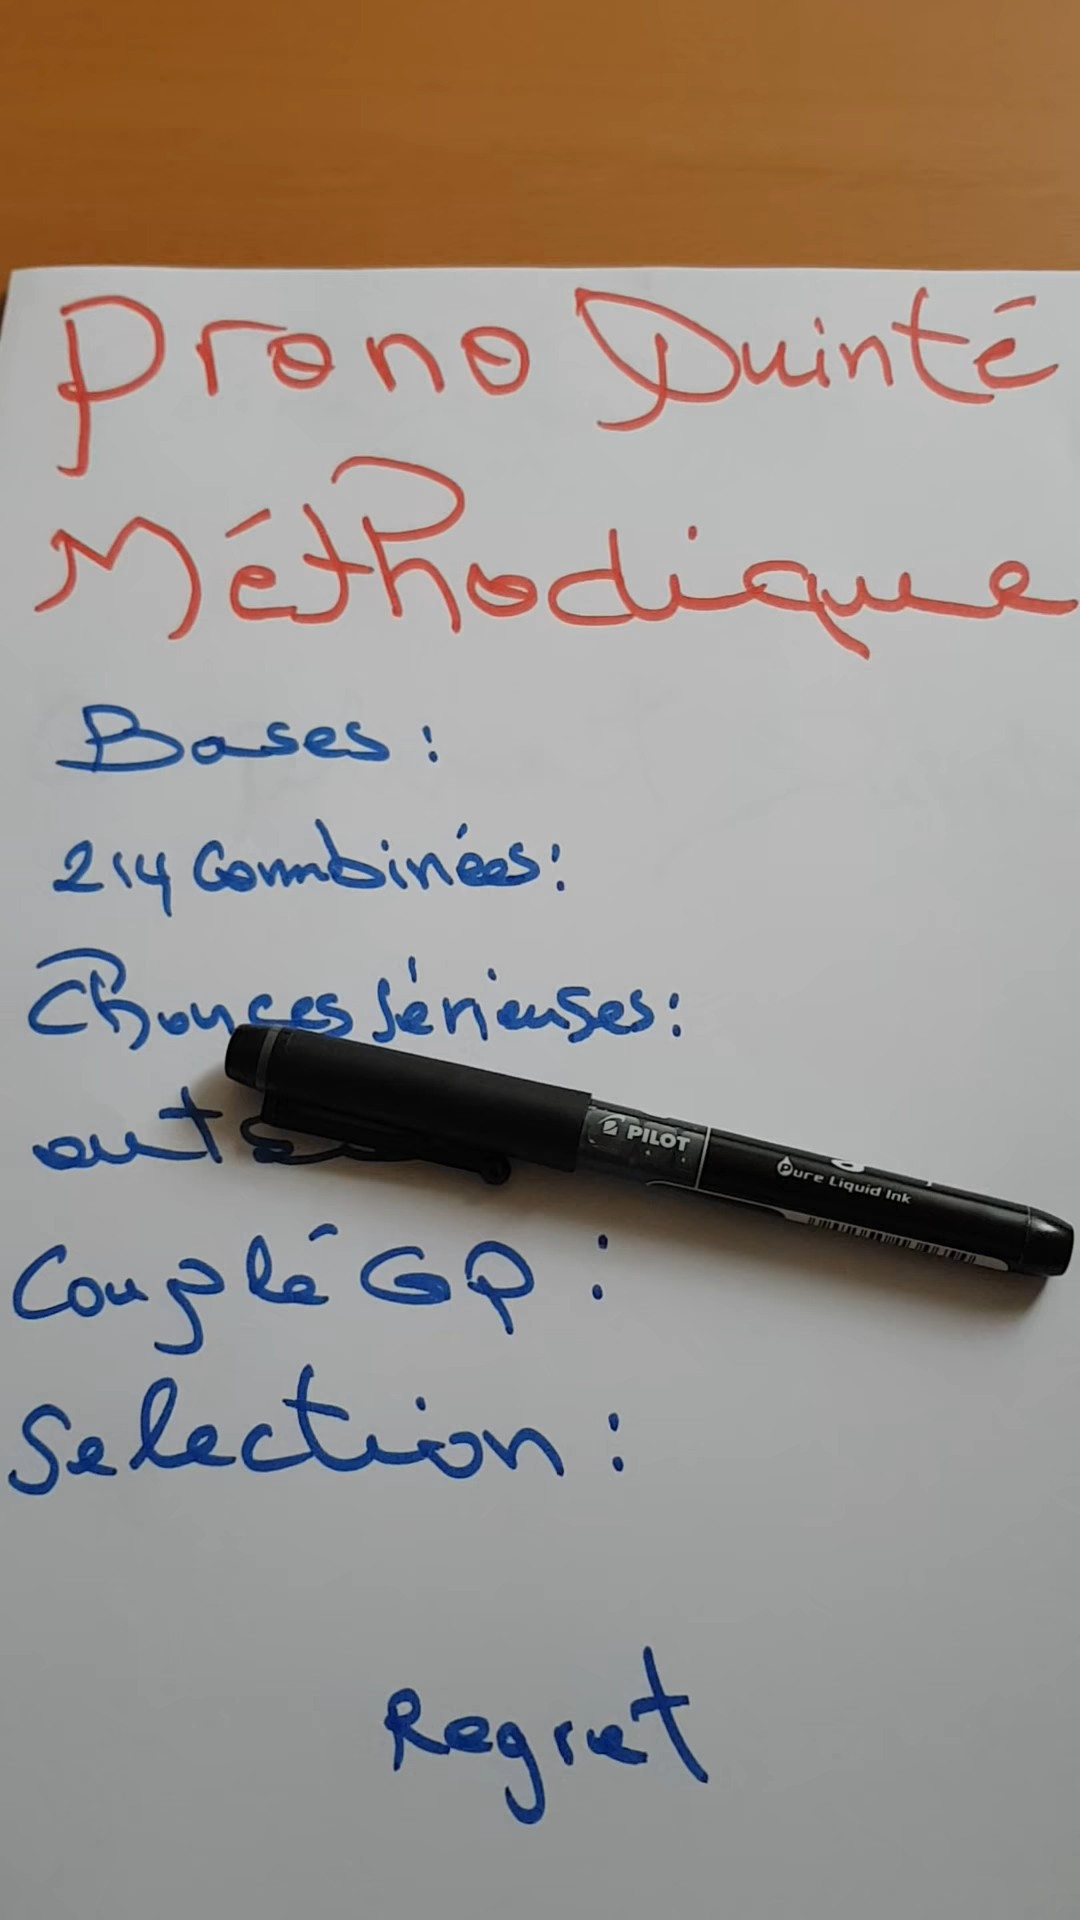 Prono Quinté
Méthodique
Bases :
2/4 Combinées :
Chances sérieuses :
PILOT
Pure Liquid Ink
Couplé GP :
Selection :
Regret